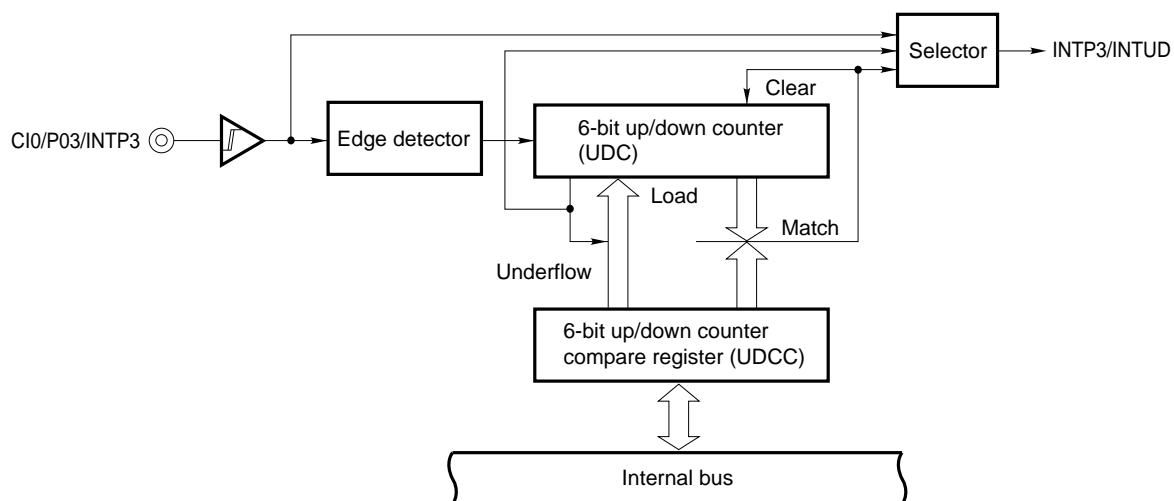 Selector
INTP3/INTUD
Clear
CI0/P03/INTP3
Edge detector
6-bit up/down counter
(UDC)
Load
Match
Underflow
6-bit up/down counter
compare register (UDCC)
Internal bus